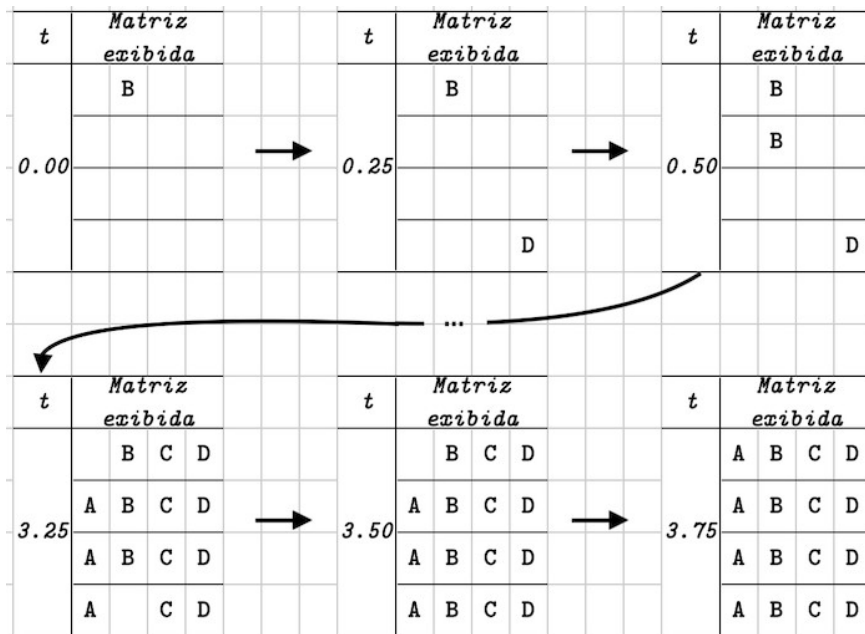 t Matriz exibida t Matriz exibida t Matriz exibida
B B B
B
0.00 0.25 0.50
D D
...
t Matriz exibida t Matriz exibida t Matriz exibida
B C D B C D A B C D
A B C D A B C D A B C D
3.25 3.50 3.75
A B C D A B C D A B C D
A C D A B C D A B C D